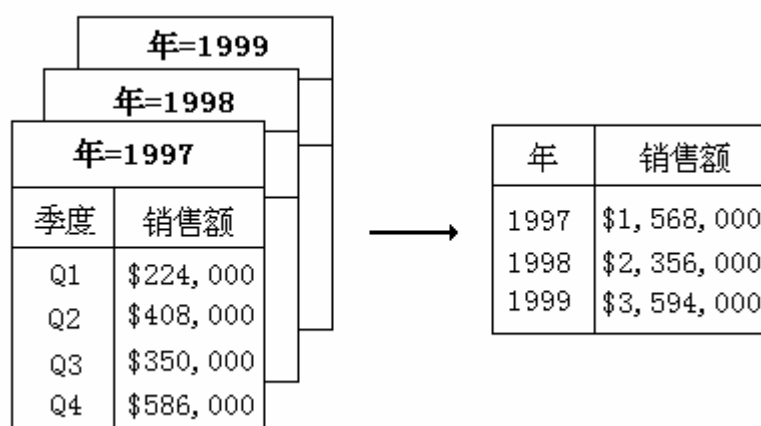 年=1999
年=1998
年=1997
季度 销售额
Q1 $224,000
Q2 $408,000
Q3 $350,000
Q4 $586,000
年 销售额
1997 $1,568,000
1998 $2,356,000
1999 $3,594,000